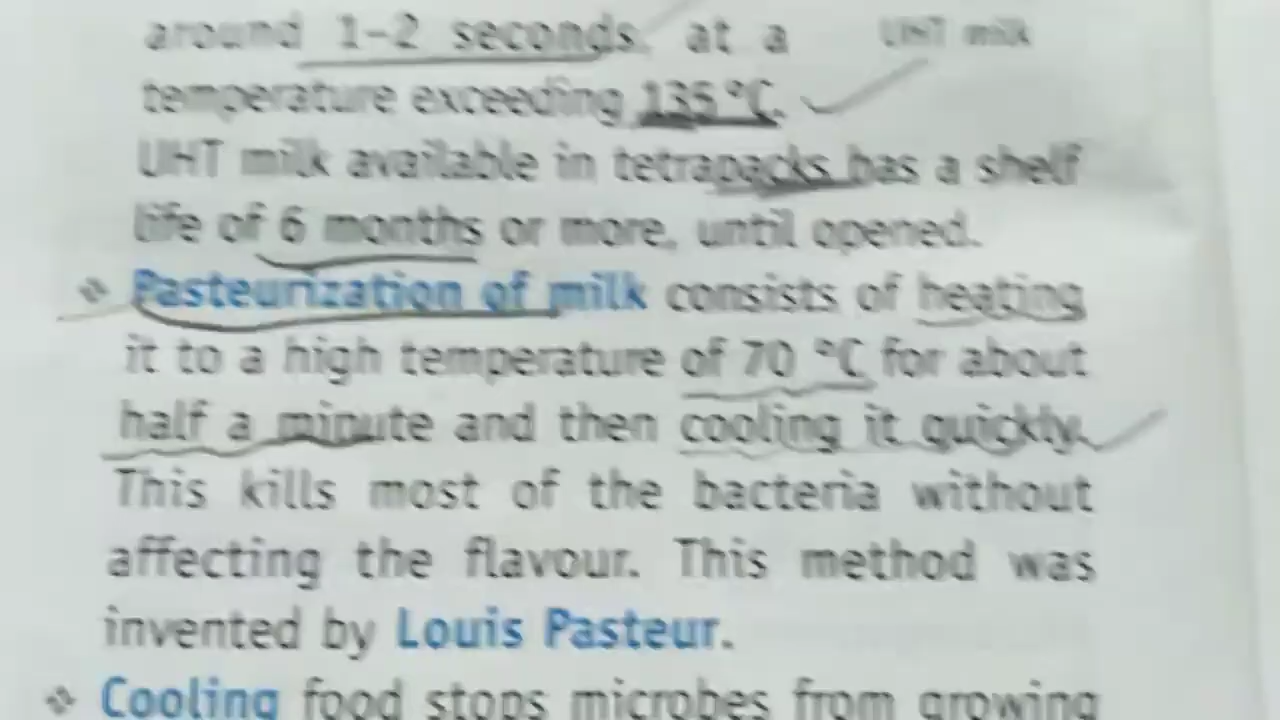 around 1–2 seconds, at a
UHT milk
temperature exceeding 135 °C.
UHT milk available in tetrapacks has a shelf
life of 6 months or more, until opened.
❖ Pasteurization of milk consists of heating
it to a high temperature of 70 °C for about
half a minute and then cooling it quickly.
This kills most of the bacteria without
affecting the flavour. This method was
invented by Louis Pasteur.
❖ Cooling food stops microbes from growing